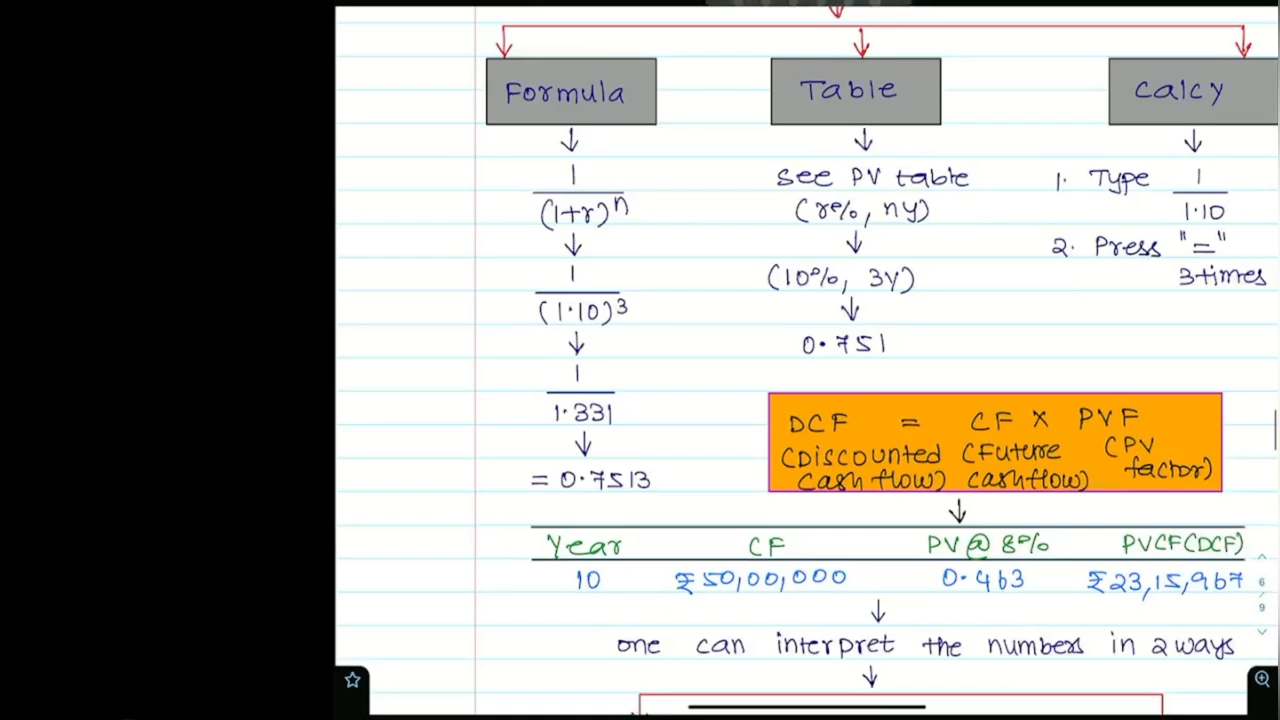 Formula
Table
Calcy
1
(1+r)^n
1
(1.10)3
1
1.331
= 0.7513
See PV table
(r%, nY)
(10%, 3Y)
0.751
1. Type 1
1.10
2. Press "="
3times
DCF = CF X PVF
(Discounted (Future (PV
cash flow) cashflow) factor)
Year CF PV@ 8% PVCF(DCF)
10 ₹50,00,000 0.463 ₹23,15,967
6
/
9
one can interpret the numbers in 2 ways